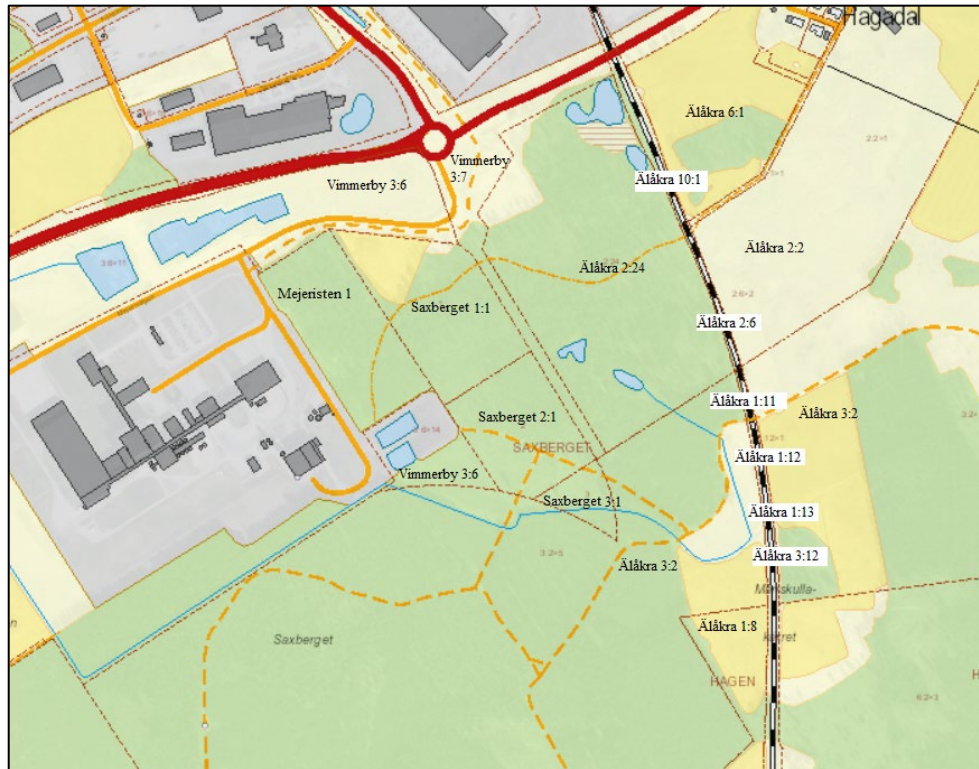 Hagadal
Älåkra 6:1
Vimmerby
3:7
Vimmerby 3:6
Älåkra 10:1
Älåkra 2:2
Älåkra 2:24
Mejeristen 1
Saxberget 1:1
Älåkra 2:6
Älåkra 1:11
Älåkra 3:2
Saxberget 2:1
SAXBERGET
Älåkra 1:12
Vimmerby 3:6
Saxberget 3:1
Älåkra 1:13
Älåkra 3:12
Älåkra 3:2
Älåkra 1:8
Saxberget
HAGEN